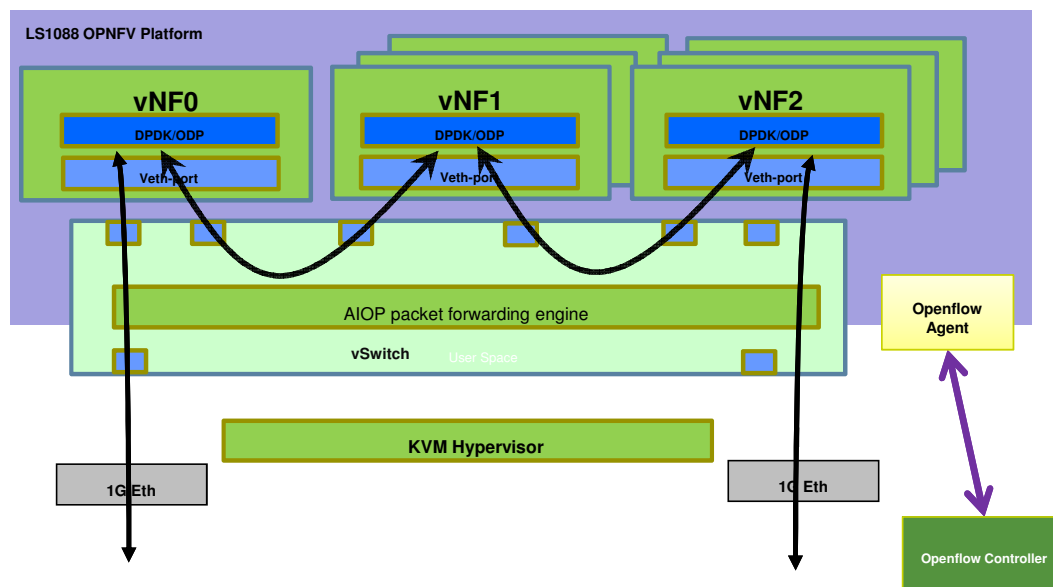 LS1088 OPNFV Platform
vNF0
vNF1
vNF2
DPDK/ODP
DPDK/ODP
DPDK/ODP
Veth-port
Veth-port
Veth-port
AIOP packet forwarding engine
Openflow
Agent
vSwitch
User Space
KVM Hypervisor
1G Eth
1G Eth
Openflow Controller